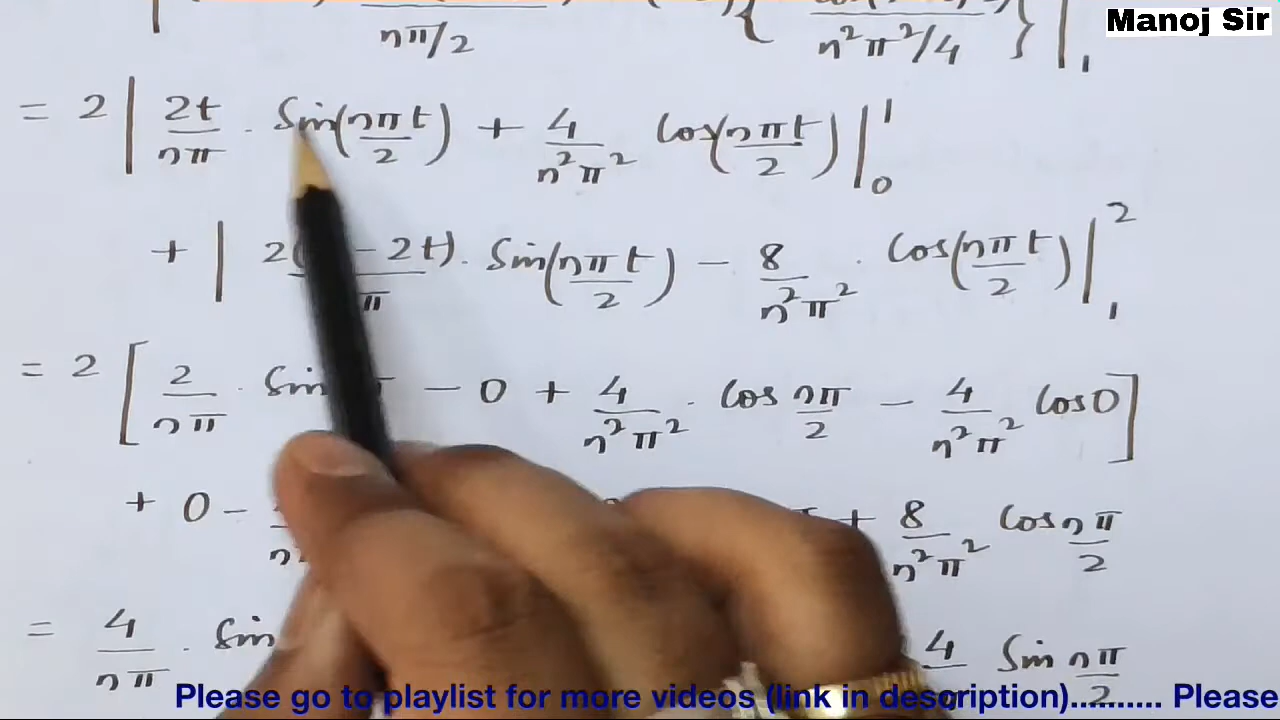 Manoj Sir
nπ/2 n²π²/4 } |₁
= 2 | 2t/nπ · Sin(nπt/2) + 4/n²π² Cos(nπt/2) |₀¹
+ | 2( - 2t)/π · Sin(nπt/2) - 8/n²π² · Cos(nπt/2) |₁²
= 2 [ 2/nπ · Sin - 0 + 4/n²π² · Cos nπ/2 - 4/n²π² Cos0 ]
+ 0 - + 8/n²π² Cos nπ/2
= 4/nπ · Sin 4 Sin nπ/2
Please go to playlist for more videos (link in description).......... Please